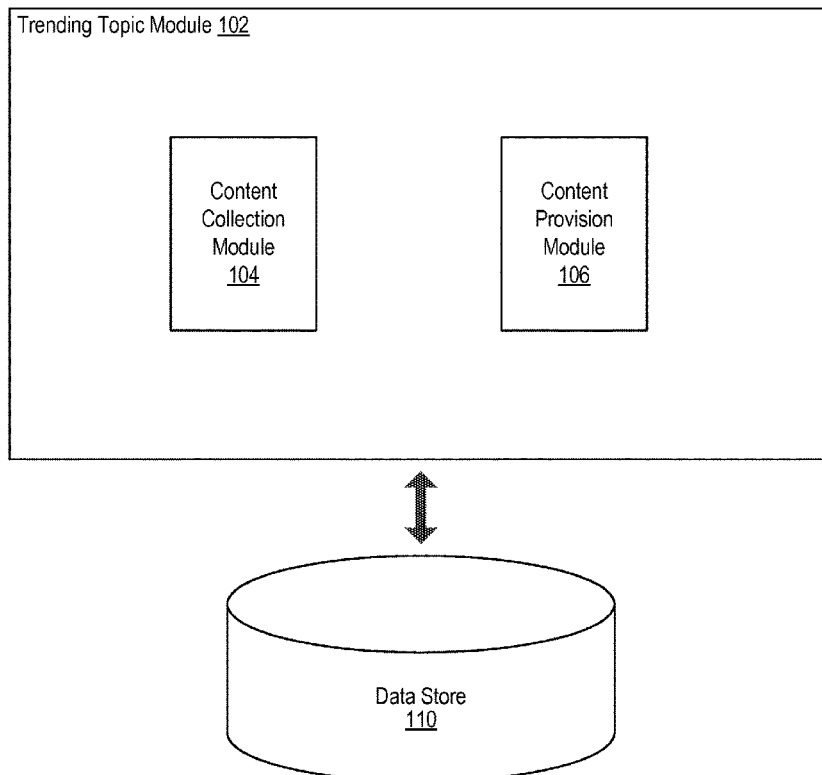 Trending Topic Module 102
Content
Collection
Module
104
Content
Provision
Module
106
Data Store
110